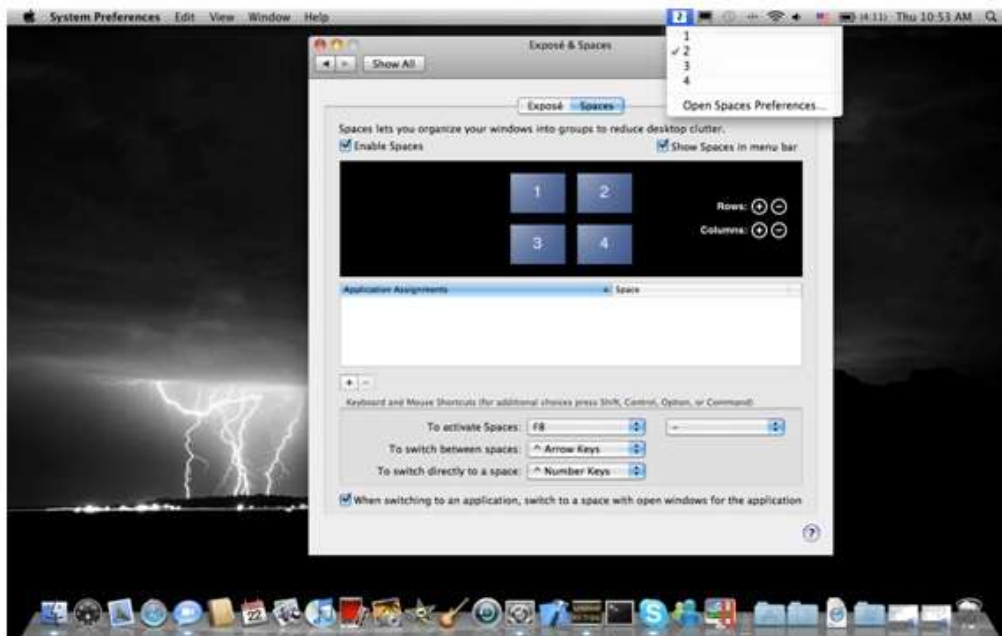 System Preferences Edit View Window Help
2 (4:11) Thu 10:53 AM
1
✓ 2
3
4
Open Spaces Preferences...
Exposé & Spaces
Show All
Exposé Spaces
Spaces lets you organize your windows into groups to reduce desktop clutter.
Enable Spaces Show Spaces in menu bar
1 2
Rows:
Columns:
3 4
Application Assignments Space
+ -
Keyboard and Mouse Shortcuts (for additional choices press Shift, Control, Option, or Command)
To activate Spaces: F8 -
To switch between spaces: ^ Arrow Keys
To switch directly to a space: ^ Number Keys
When switching to an application, switch to a space with open windows for the application
?
22